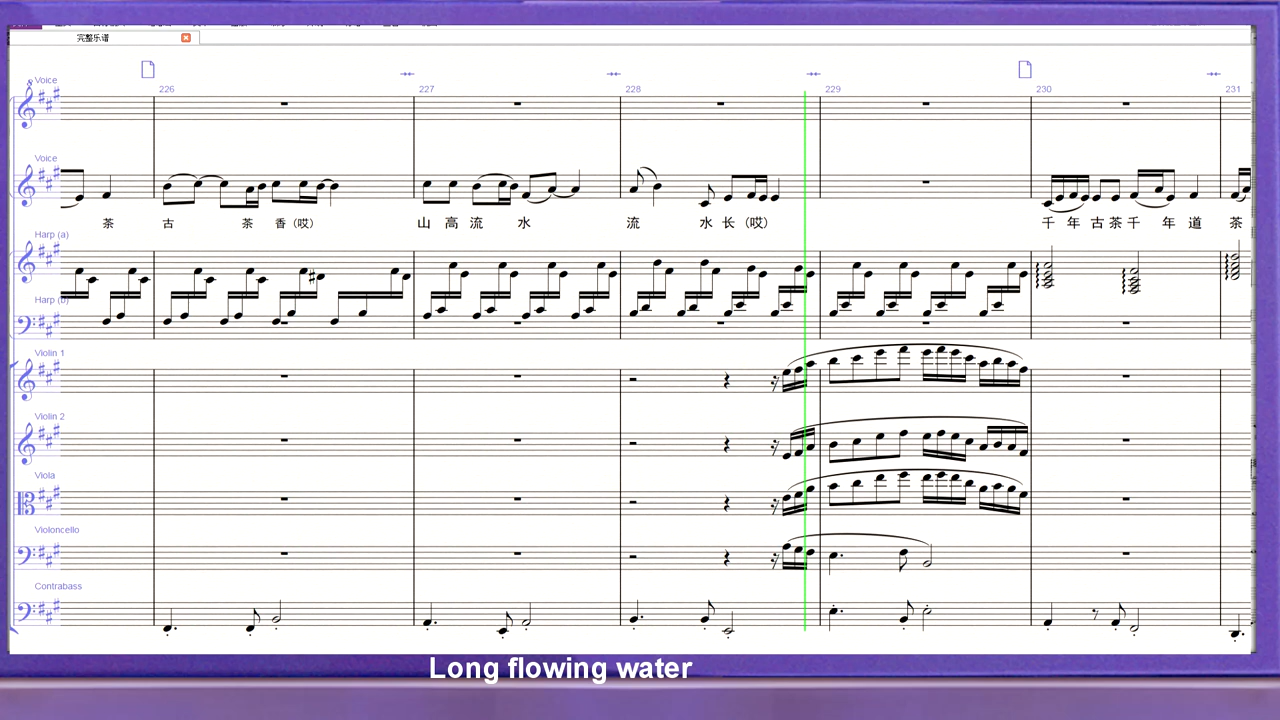 完整乐谱
Voice
226 227 228 229 230 231
Voice
茶 古 茶 香(哎) 山 高 流 水 流 水 长(哎) 千 年 古 茶 千 年 道 茶
Harp (a)
Harp (b)
Violin 1
Violin 2
Viola
Violoncello
Contrabass
Long flowing water